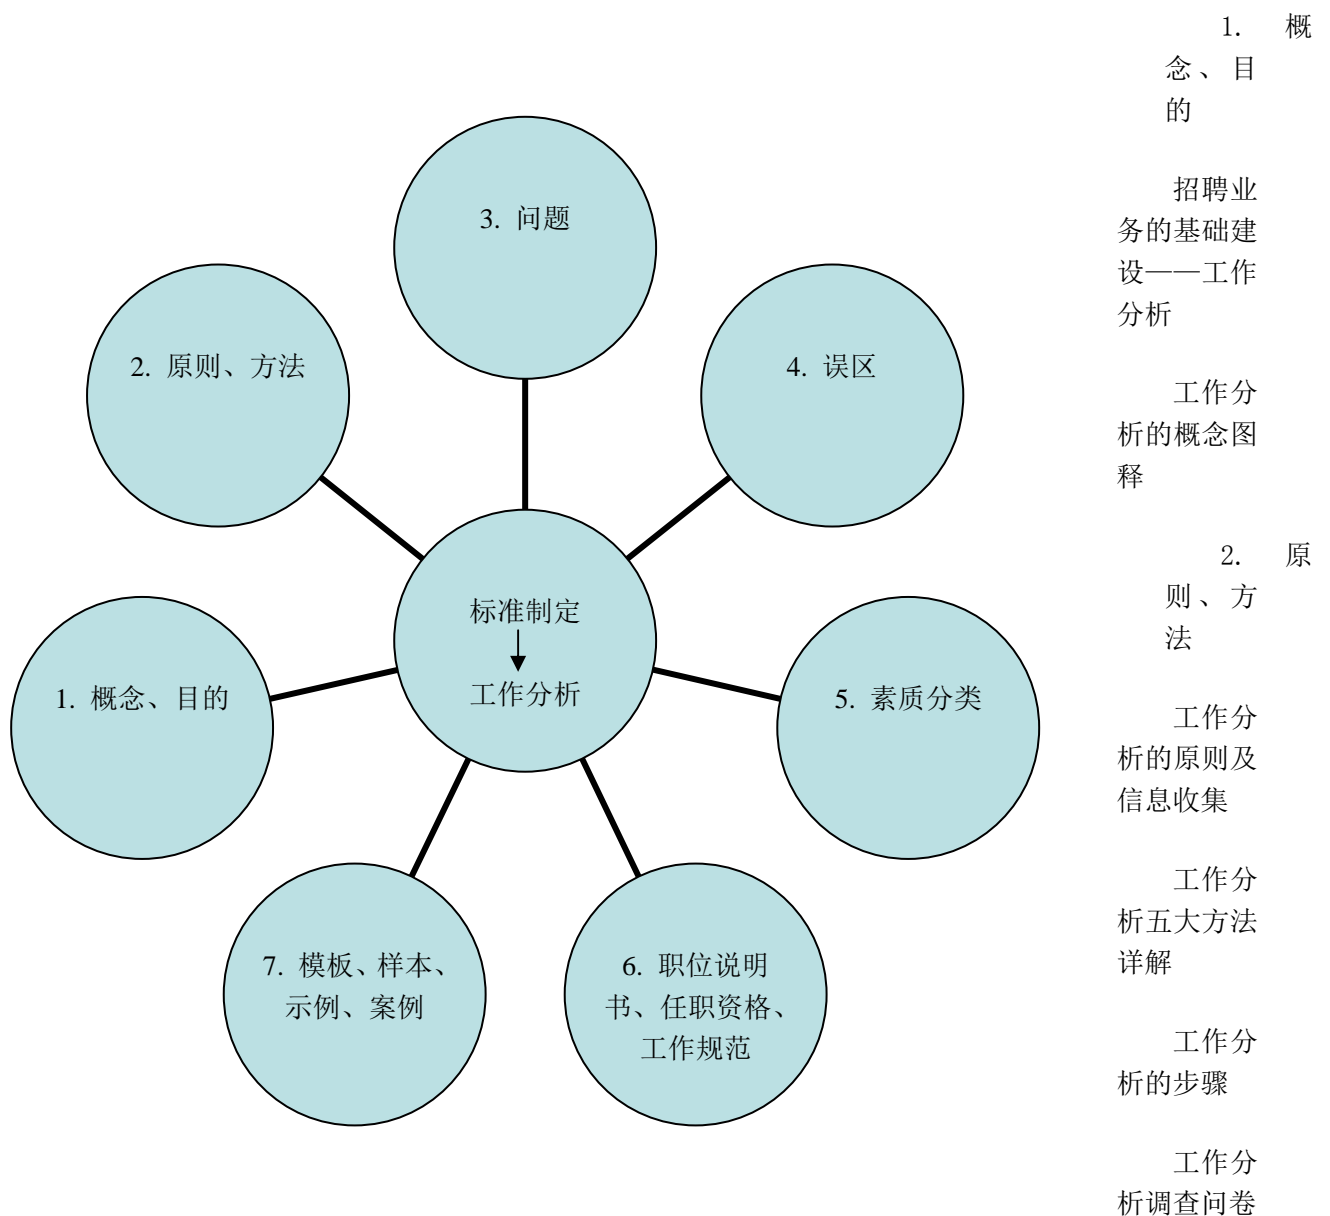 3. 问题
2. 原则、方法
4. 误区
标准制定
工作分析
1. 概念、目的
5. 素质分类
7. 模板、样本、
示例、案例
6. 职位说明
书、任职资格、
工作规范
1. 概
念、目
的
招聘业
务的基础建
设——工作
分析
工作分
析的概念图
释
2. 原
则、方
法
工作分
析的原则及
信息收集
工作分
析五大方法
详解
工作分
析的步骤
工作分
析调查问卷